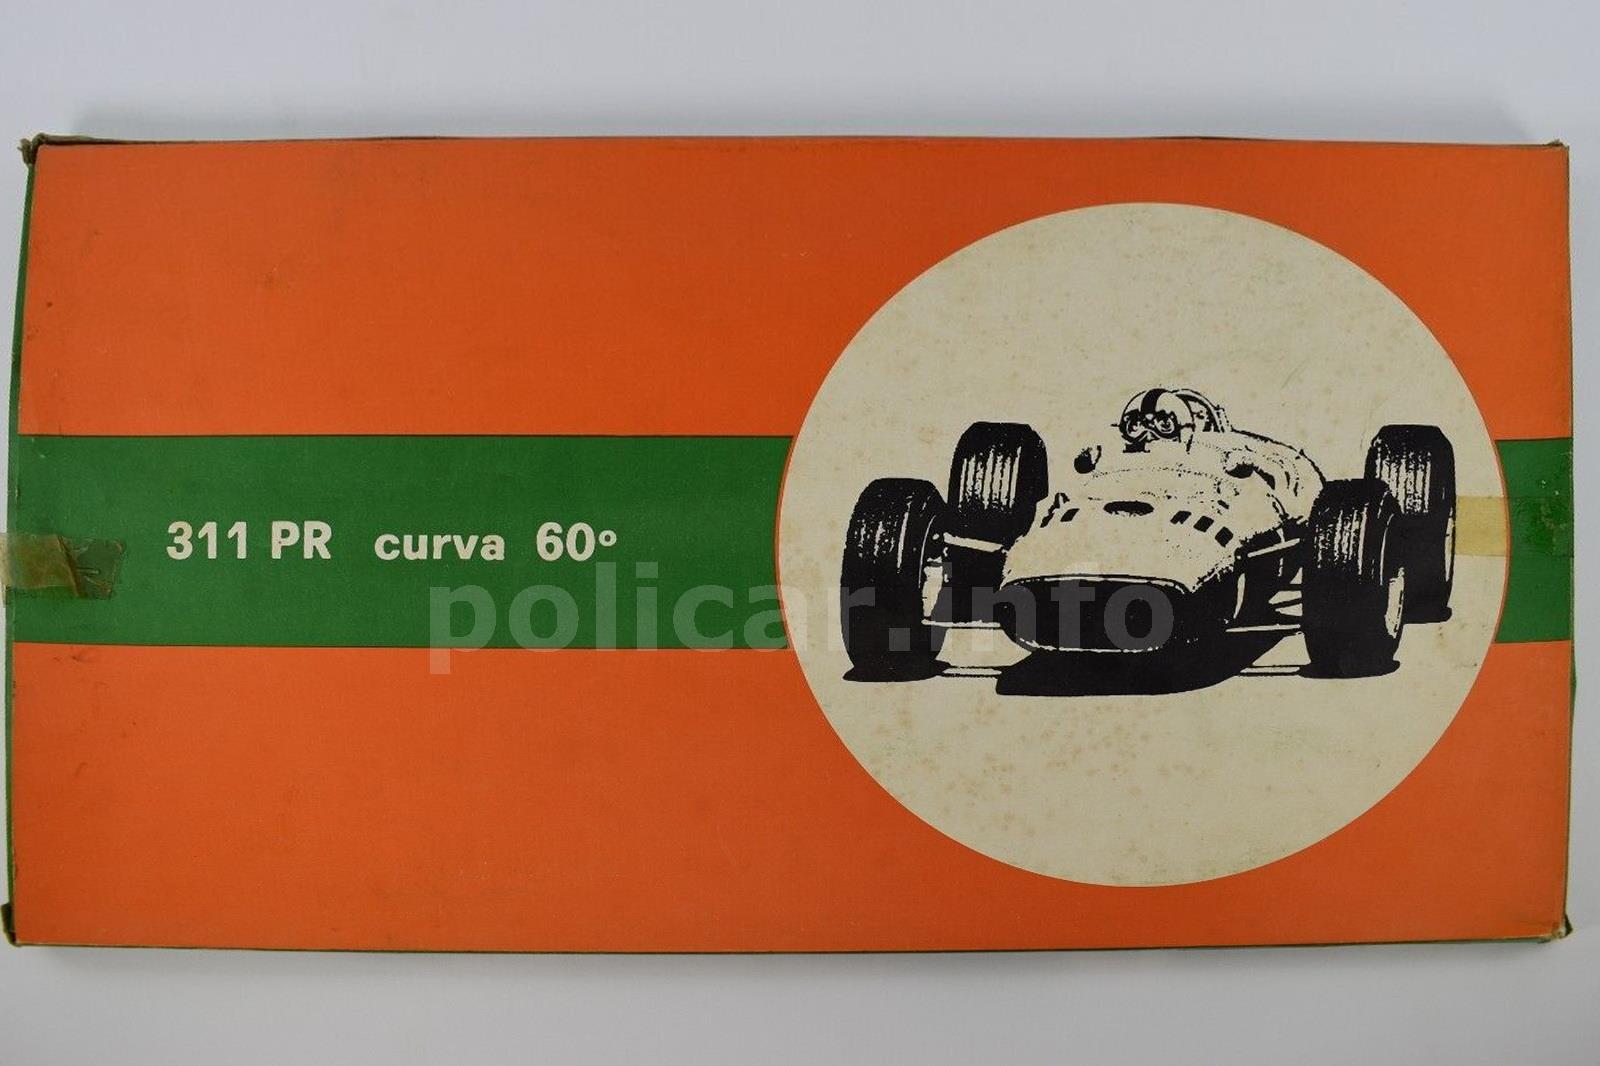 311 PR curva 60°
policar.info